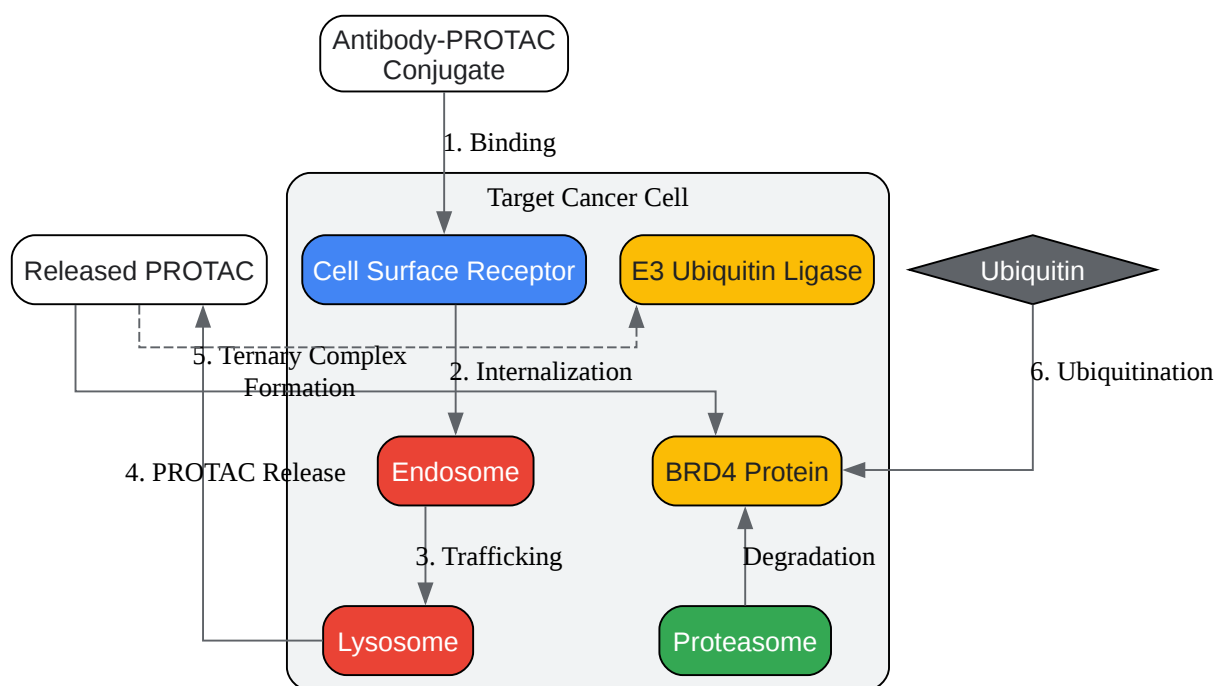 Antibody-PROTAC
Conjugate
1. Binding
Target Cancer Cell
Released PROTAC
Cell Surface Receptor
E3 Ubiquitin Ligase
Ubiquitin
5. Ternary Complex
Formation
2. Internalization
6. Ubiquitination
4. PROTAC Release
Endosome
BRD4 Protein
3. Trafficking
Degradation
Lysosome
Proteasome